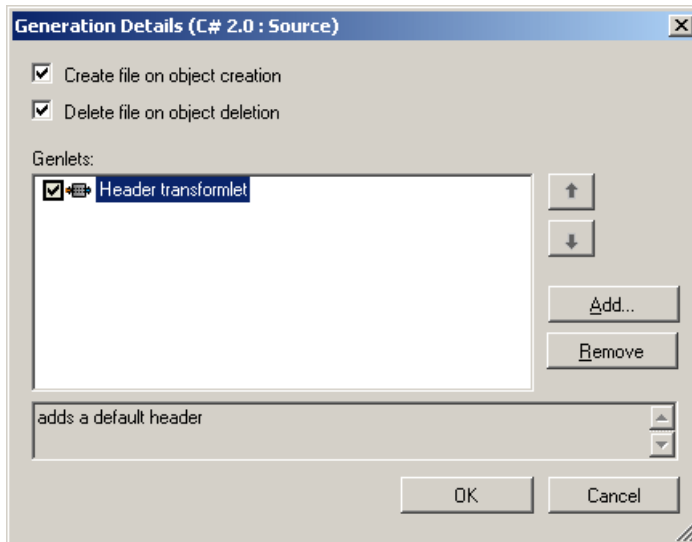 Generation Details (C# 2.0 : Source)
Create file on object creation
Delete file on object deletion
Genlets:
Header transformlet
Add...
Remove
adds a default header
OK
Cancel